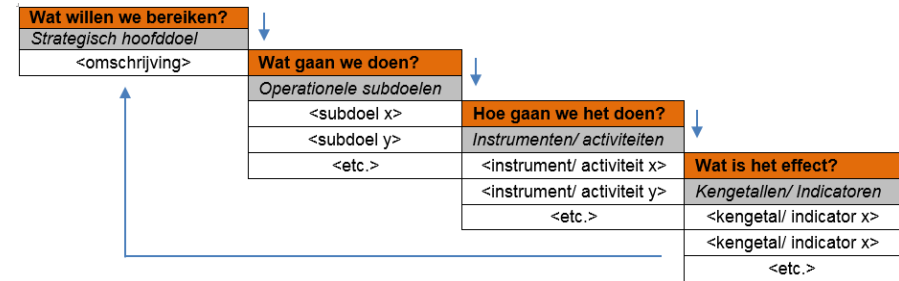 Wat willen we bereiken?
Strategisch hoofddoel
<omschrijving>
Wat gaan we doen?
Operationele subdoelen
<subdoel x>
<subdoel y>
<etc.>
Hoe gaan we het doen?
Instrumenten/ activiteiten
<instrument/ activiteit x>
<instrument/ activiteit y>
<etc.>
Wat is het effect?
Kengetallen/ Indicatoren
<kengetal/ indicator x>
<kengetal/ indicator x>
<etc.>